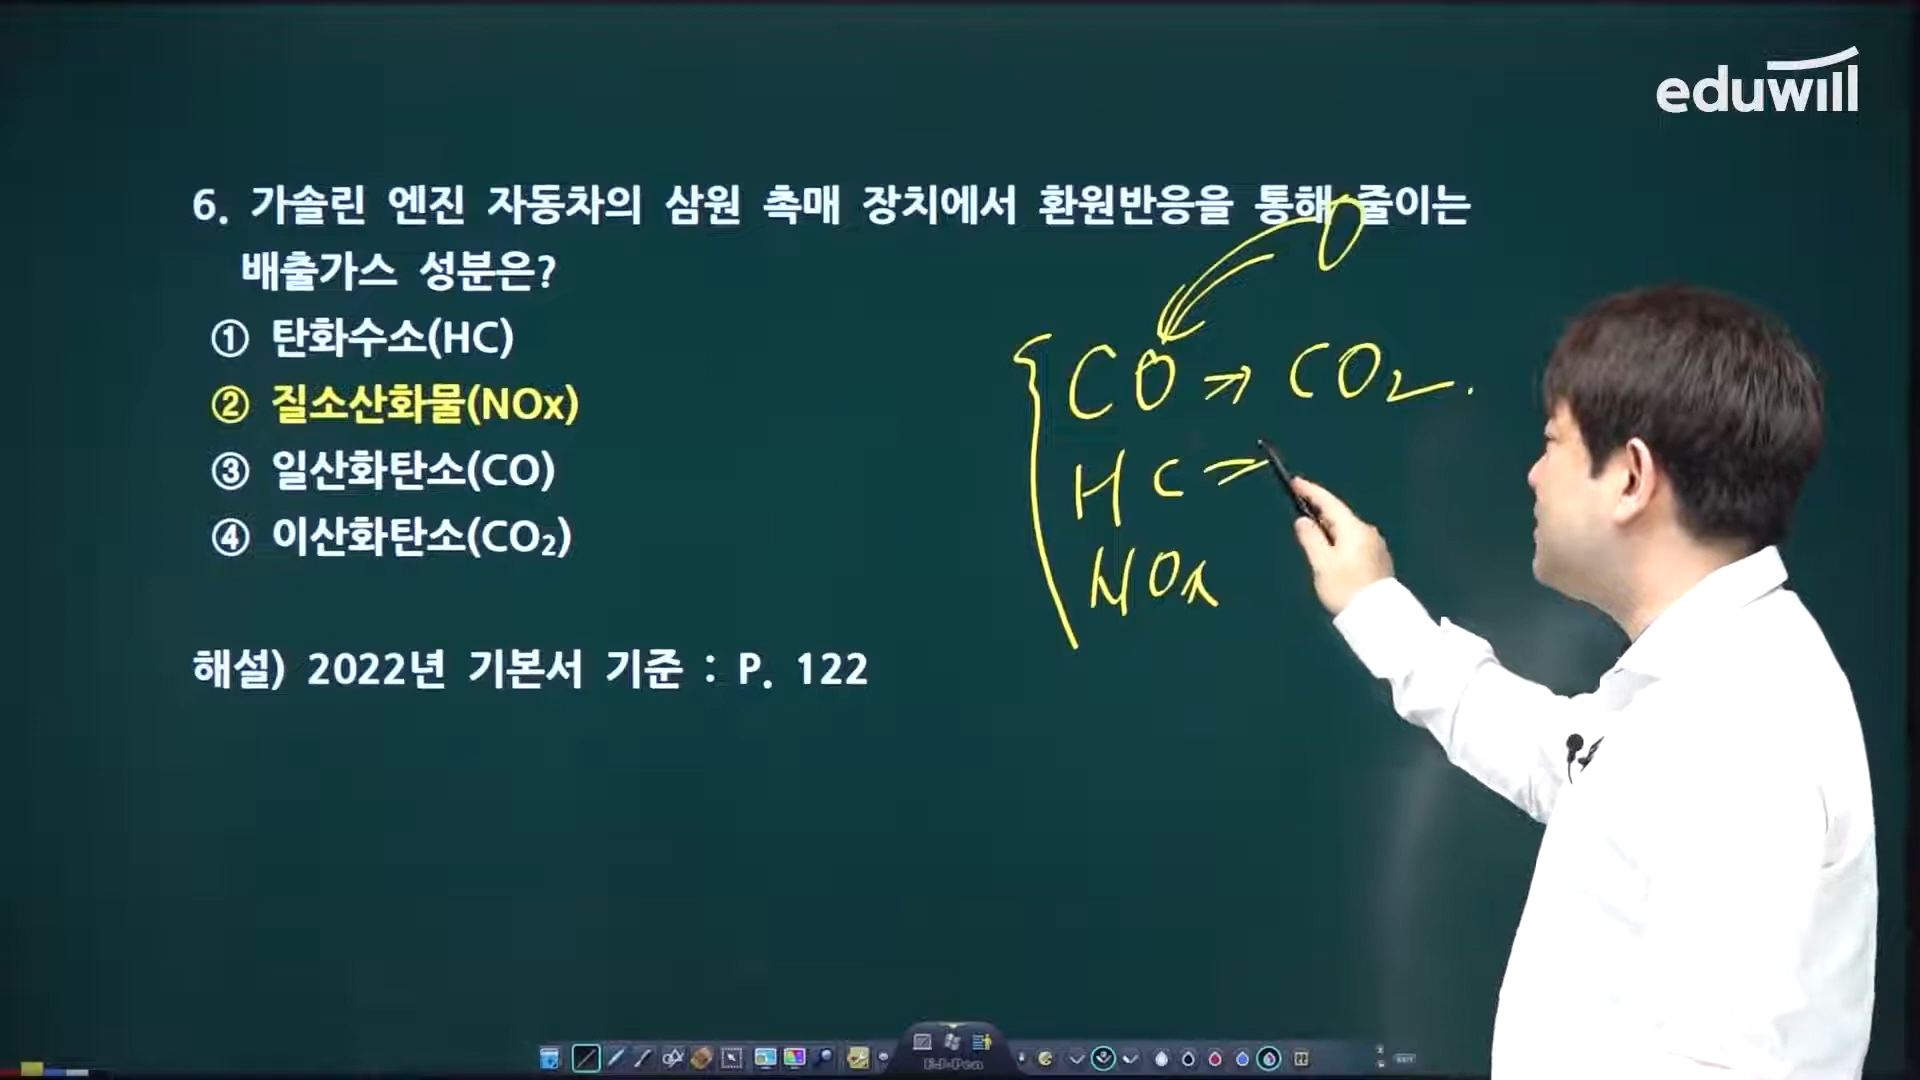 eduwill
6. 가솔린 엔진 자동차의 삼원 촉매 장치에서 환원반응을 통해 줄이는
배출가스 성분은?
① 탄화수소(HC)
② 질소산화물(NOx)
③ 일산화탄소(CO)
④ 이산화탄소(CO₂)
해설) 2022년 기본서 기준 : P. 122
O
CO → CO2.
HC →
NOx
EZ-Pen
EXIT